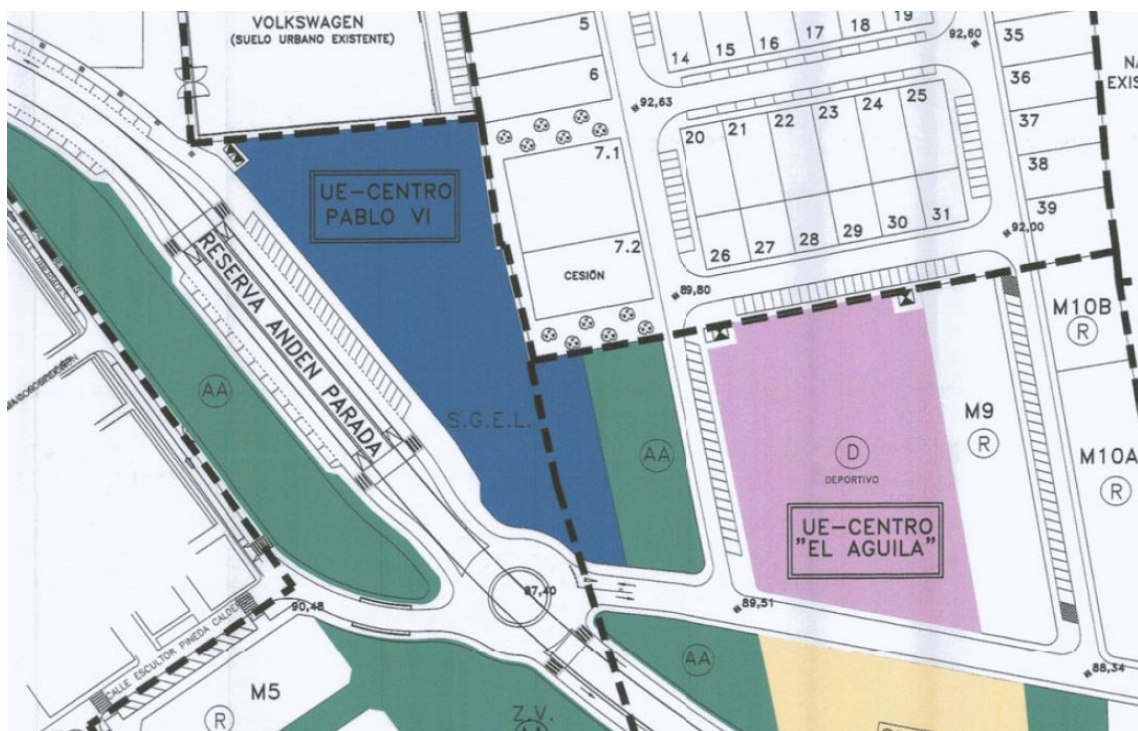 VOLKSWAGEN
(SUELO URBANO EXISTENTE)
5
6
14
15
16
17
18
19
92,60
35
36
37
38
39
NA
EXIS
92,63
20
21
22
23
24
25
7.1
7.2
CESIÓN
26
27
28
29
30
31
92,00
89,80
UE-CENTRO
PABLO VI
RESERVA ANDEN PARADA
AA
S.G.E.L.
AA
D
DEPORTIVO
UE-CENTRO
"EL AGUILA"
M9
R
M10B
R
M10A
R
87,40
89,51
88,34
90,48
CALLE ESCULTOR PINEDA CALDE
M5
R
Z.V.
AA